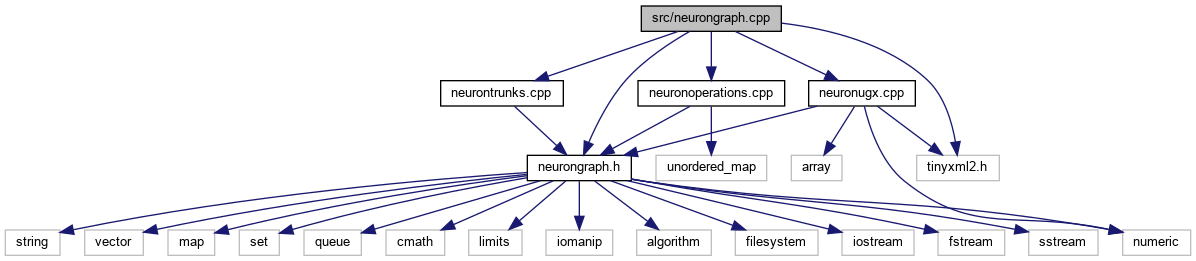 src/neurongraph.cpp
neurontrunks.cpp
neuronoperations.cpp
neuronugx.cpp
neurongraph.h
unordered_map
array
tinyxml2.h
string
vector
map
set
queue
cmath
limits
iomanip
algorithm
filesystem
iostream
fstream
sstream
numeric